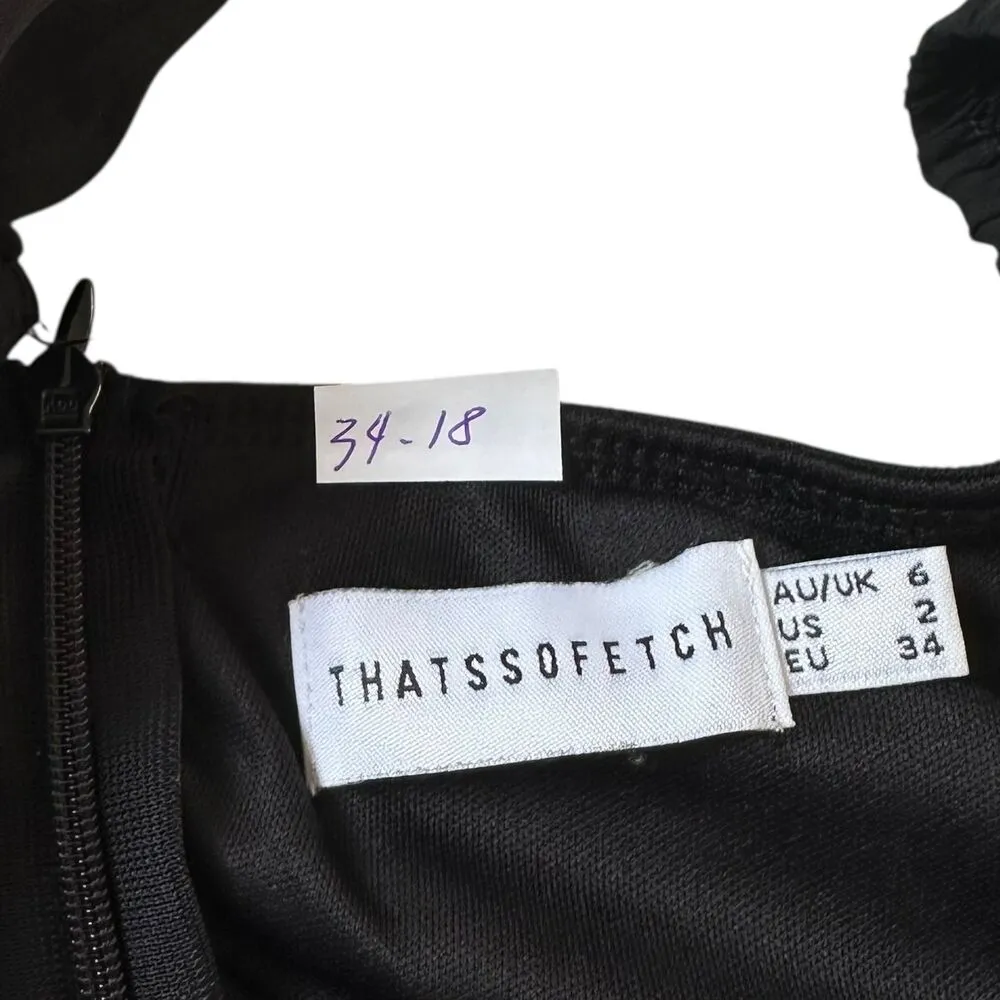 34-18
THATSSOFETCH
AU/UK 6
US 2
EU 34